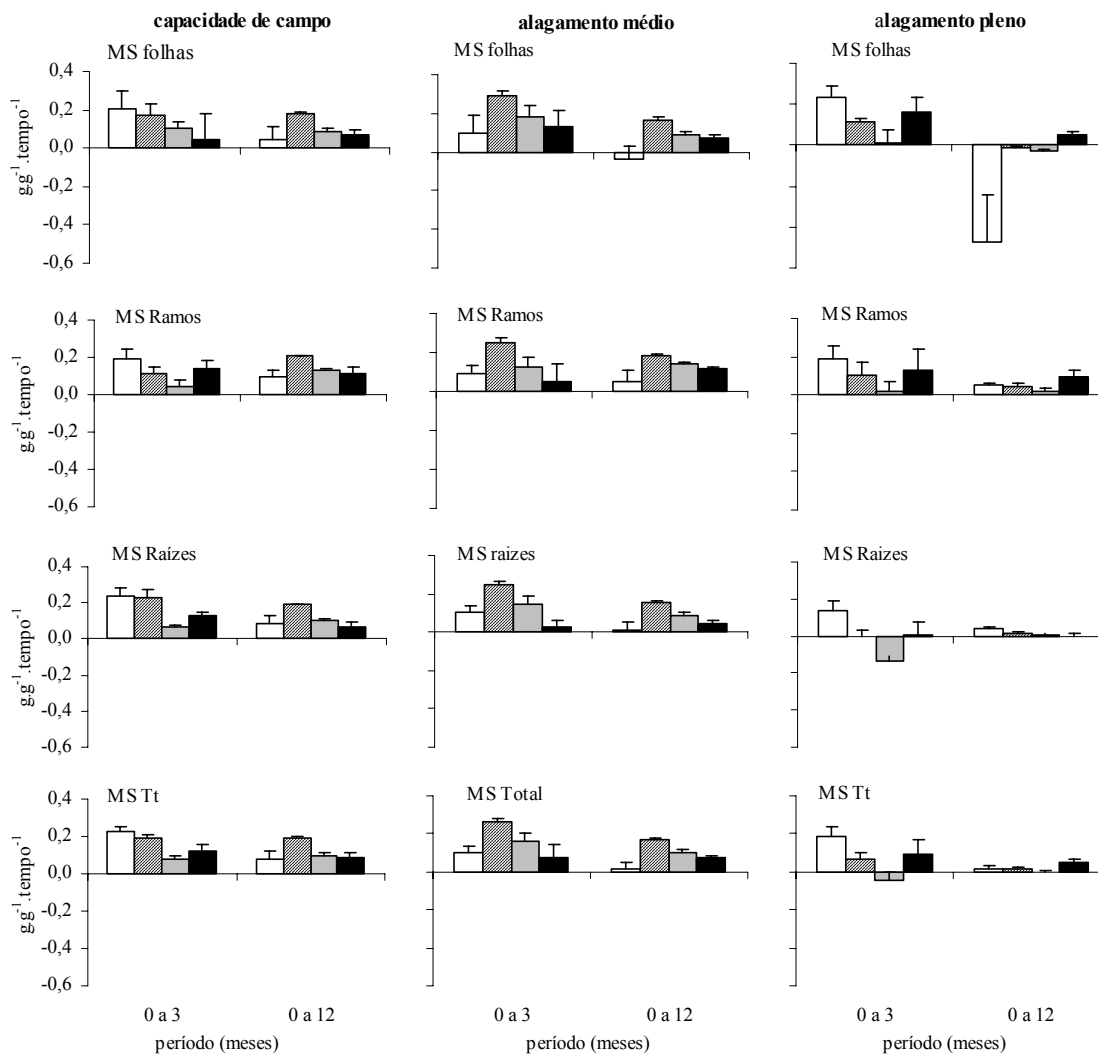 capacidade de campo alagamento médio alagamento pleno
MS folhas MS folhas MS folhas
0,4
0,2
0,0
-0,2
-0,4
-0,6
g.g⁻¹.tempo⁻¹
MS Ramos MS Ramos MS Ramos
0,4
0,2
0,0
-0,2
-0,4
-0,6
g.g⁻¹.tempo⁻¹
MS Raízes MS raizes MS Raizes
0,4
0,2
0,0
-0,2
-0,4
-0,6
g.g⁻¹.tempo⁻¹
MS Tt MS Total MS Tt
0,4
0,2
0,0
-0,2
-0,4
-0,6
g.g⁻¹.tempo⁻¹
0 a 3 0 a 12 0 a 3 0 a 12 0 a 3 0 a 12
período (meses) período (meses) período (meses)